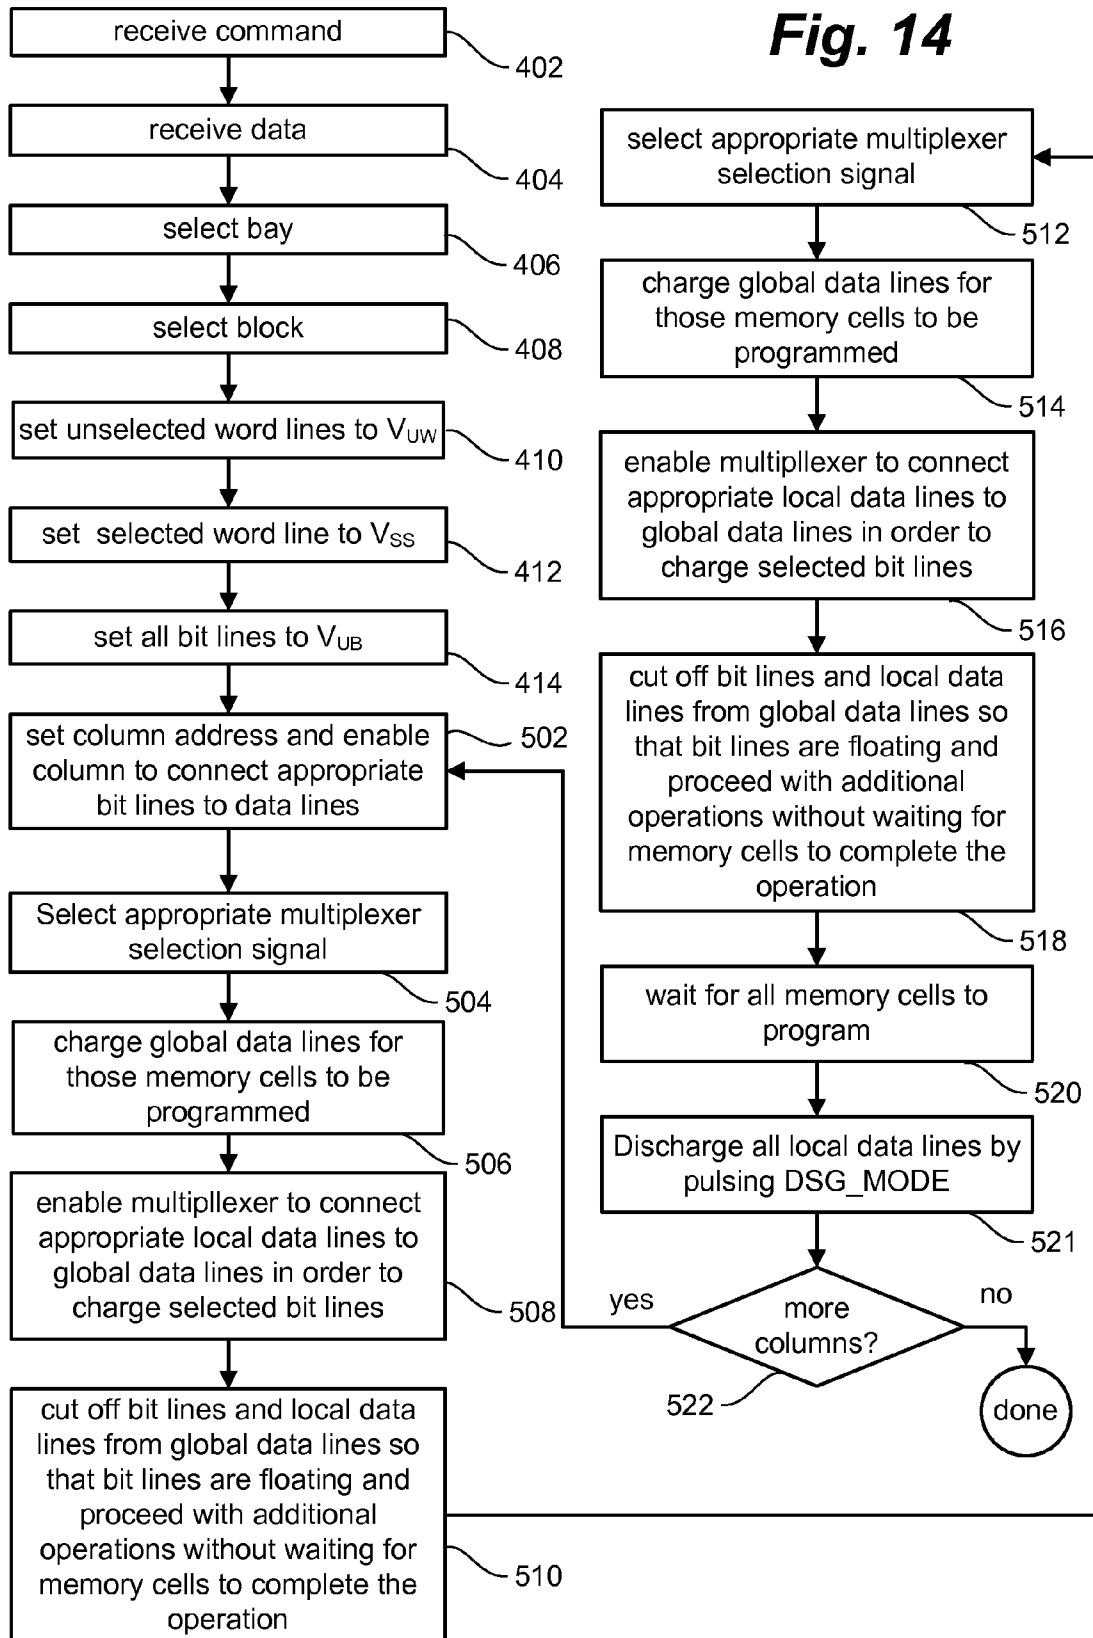 Fig. 14
receive command
402
receive data
404
select bay
406
select block
408
set unselected word lines to VUW
410
set selected word line to VSS
412
set all bit lines to VUB
414
set column address and enable
column to connect appropriate
bit lines to data lines
502
Select appropriate multiplexer
selection signal
504
charge global data lines for
those memory cells to be
programmed
506
enable multipllexer to connect
appropriate local data lines to
global data lines in order to
charge selected bit lines
508
cut off bit lines and local data
lines from global data lines so
that bit lines are floating and
proceed with additional
operations without waiting for
memory cells to complete the
operation
510
select appropriate multiplexer
selection signal
512
charge global data lines for
those memory cells to be
programmed
514
enable multipllexer to connect
appropriate local data lines to
global data lines in order to
charge selected bit lines
516
cut off bit lines and local data
lines from global data lines so
that bit lines are floating and
proceed with additional
operations without waiting for
memory cells to complete the
operation
518
wait for all memory cells to
program
520
Discharge all local data lines by
pulsing DSG_MODE
521
yes
more
columns?
no
522
done